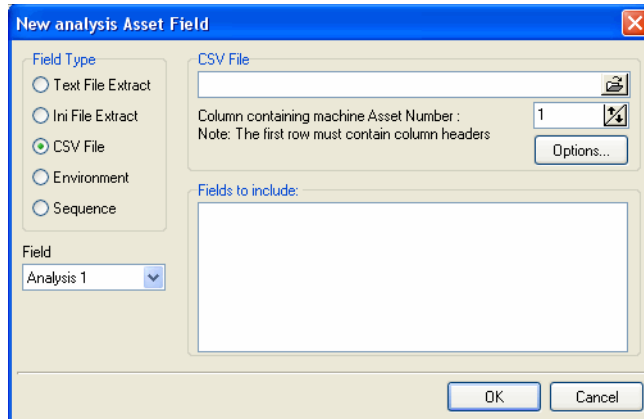 New analysis Asset Field
Field Type
Text File Extract
Ini File Extract
CSV File
Environment
Sequence
Field
Analysis 1
CSV File
Column containing machine Asset Number :
1
Note: The first row must contain column headers
Options...
Fields to include:
OK
Cancel